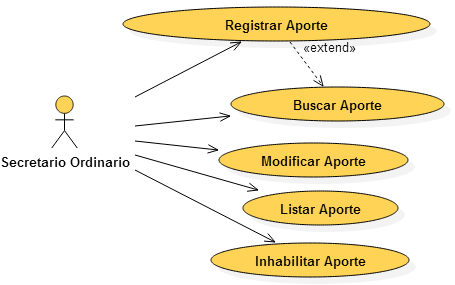 Registrar Aporte
«extend»
Buscar Aporte
Secretario Ordinario
Modificar Aporte
Listar Aporte
Inhabilitar Aporte